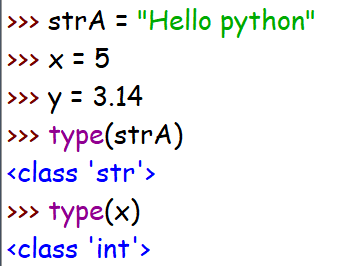 >>> strA = "Hello python"
>>> x = 5
>>> y = 3.14
>>> type(strA)
<class 'str'>
>>> type(x)
<class 'int'>